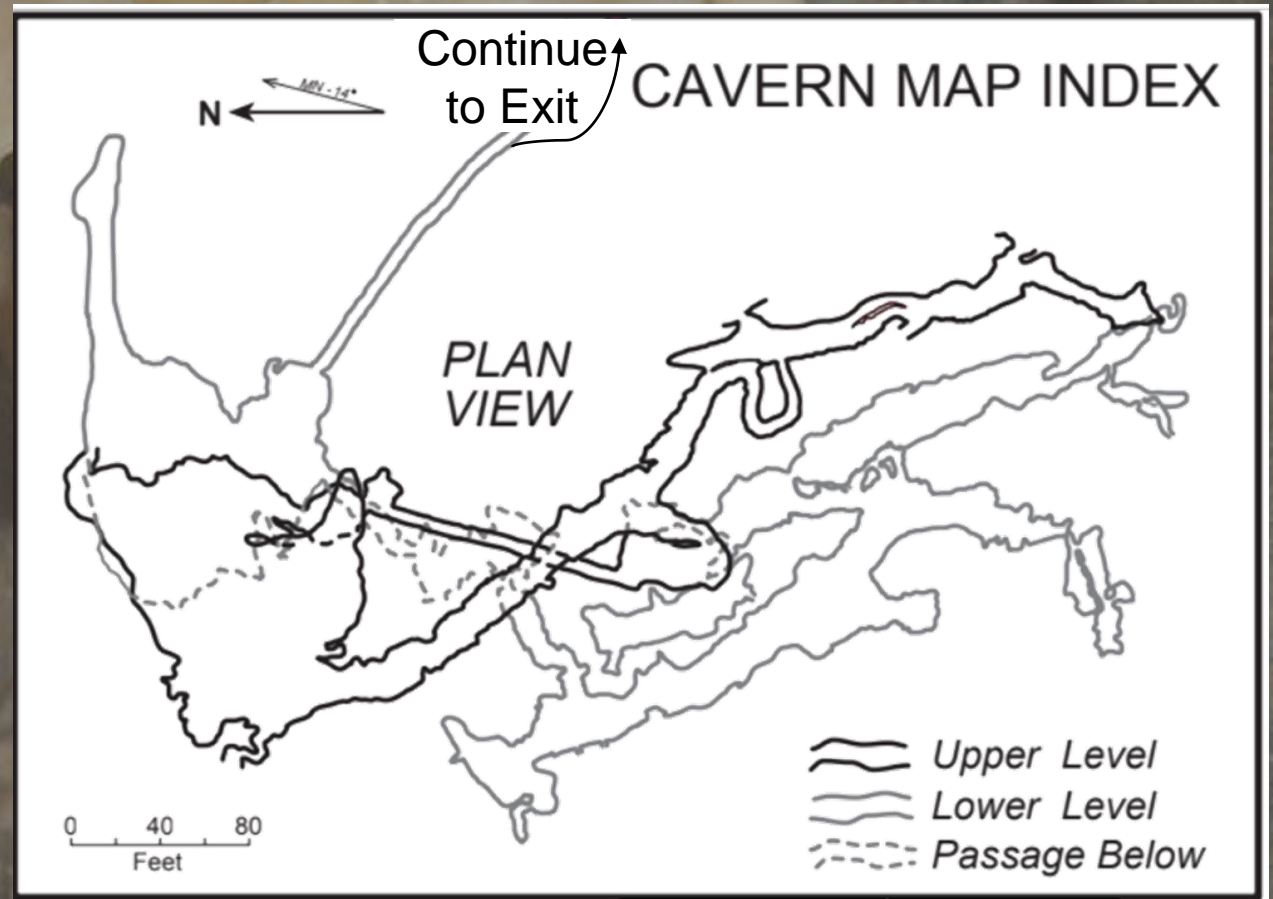 Continue
to Exit
CAVERN MAP INDEX
MN - 14°
N
PLAN
VIEW
Upper Level
Lower Level
Passage Below
0 40 80
Feet